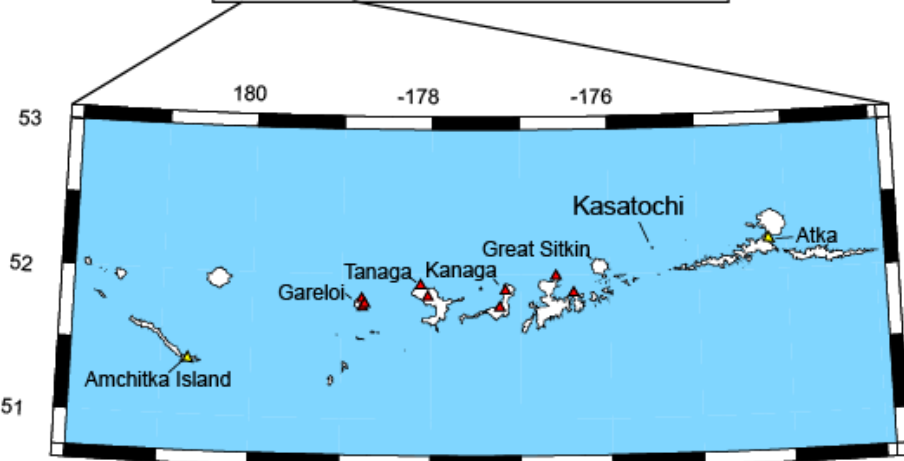 180
-178
-176
53
Kasatochi
Great Sitkin
Atka
52
Tanaga
Kanaga
Gareloi
Amchitka Island
51